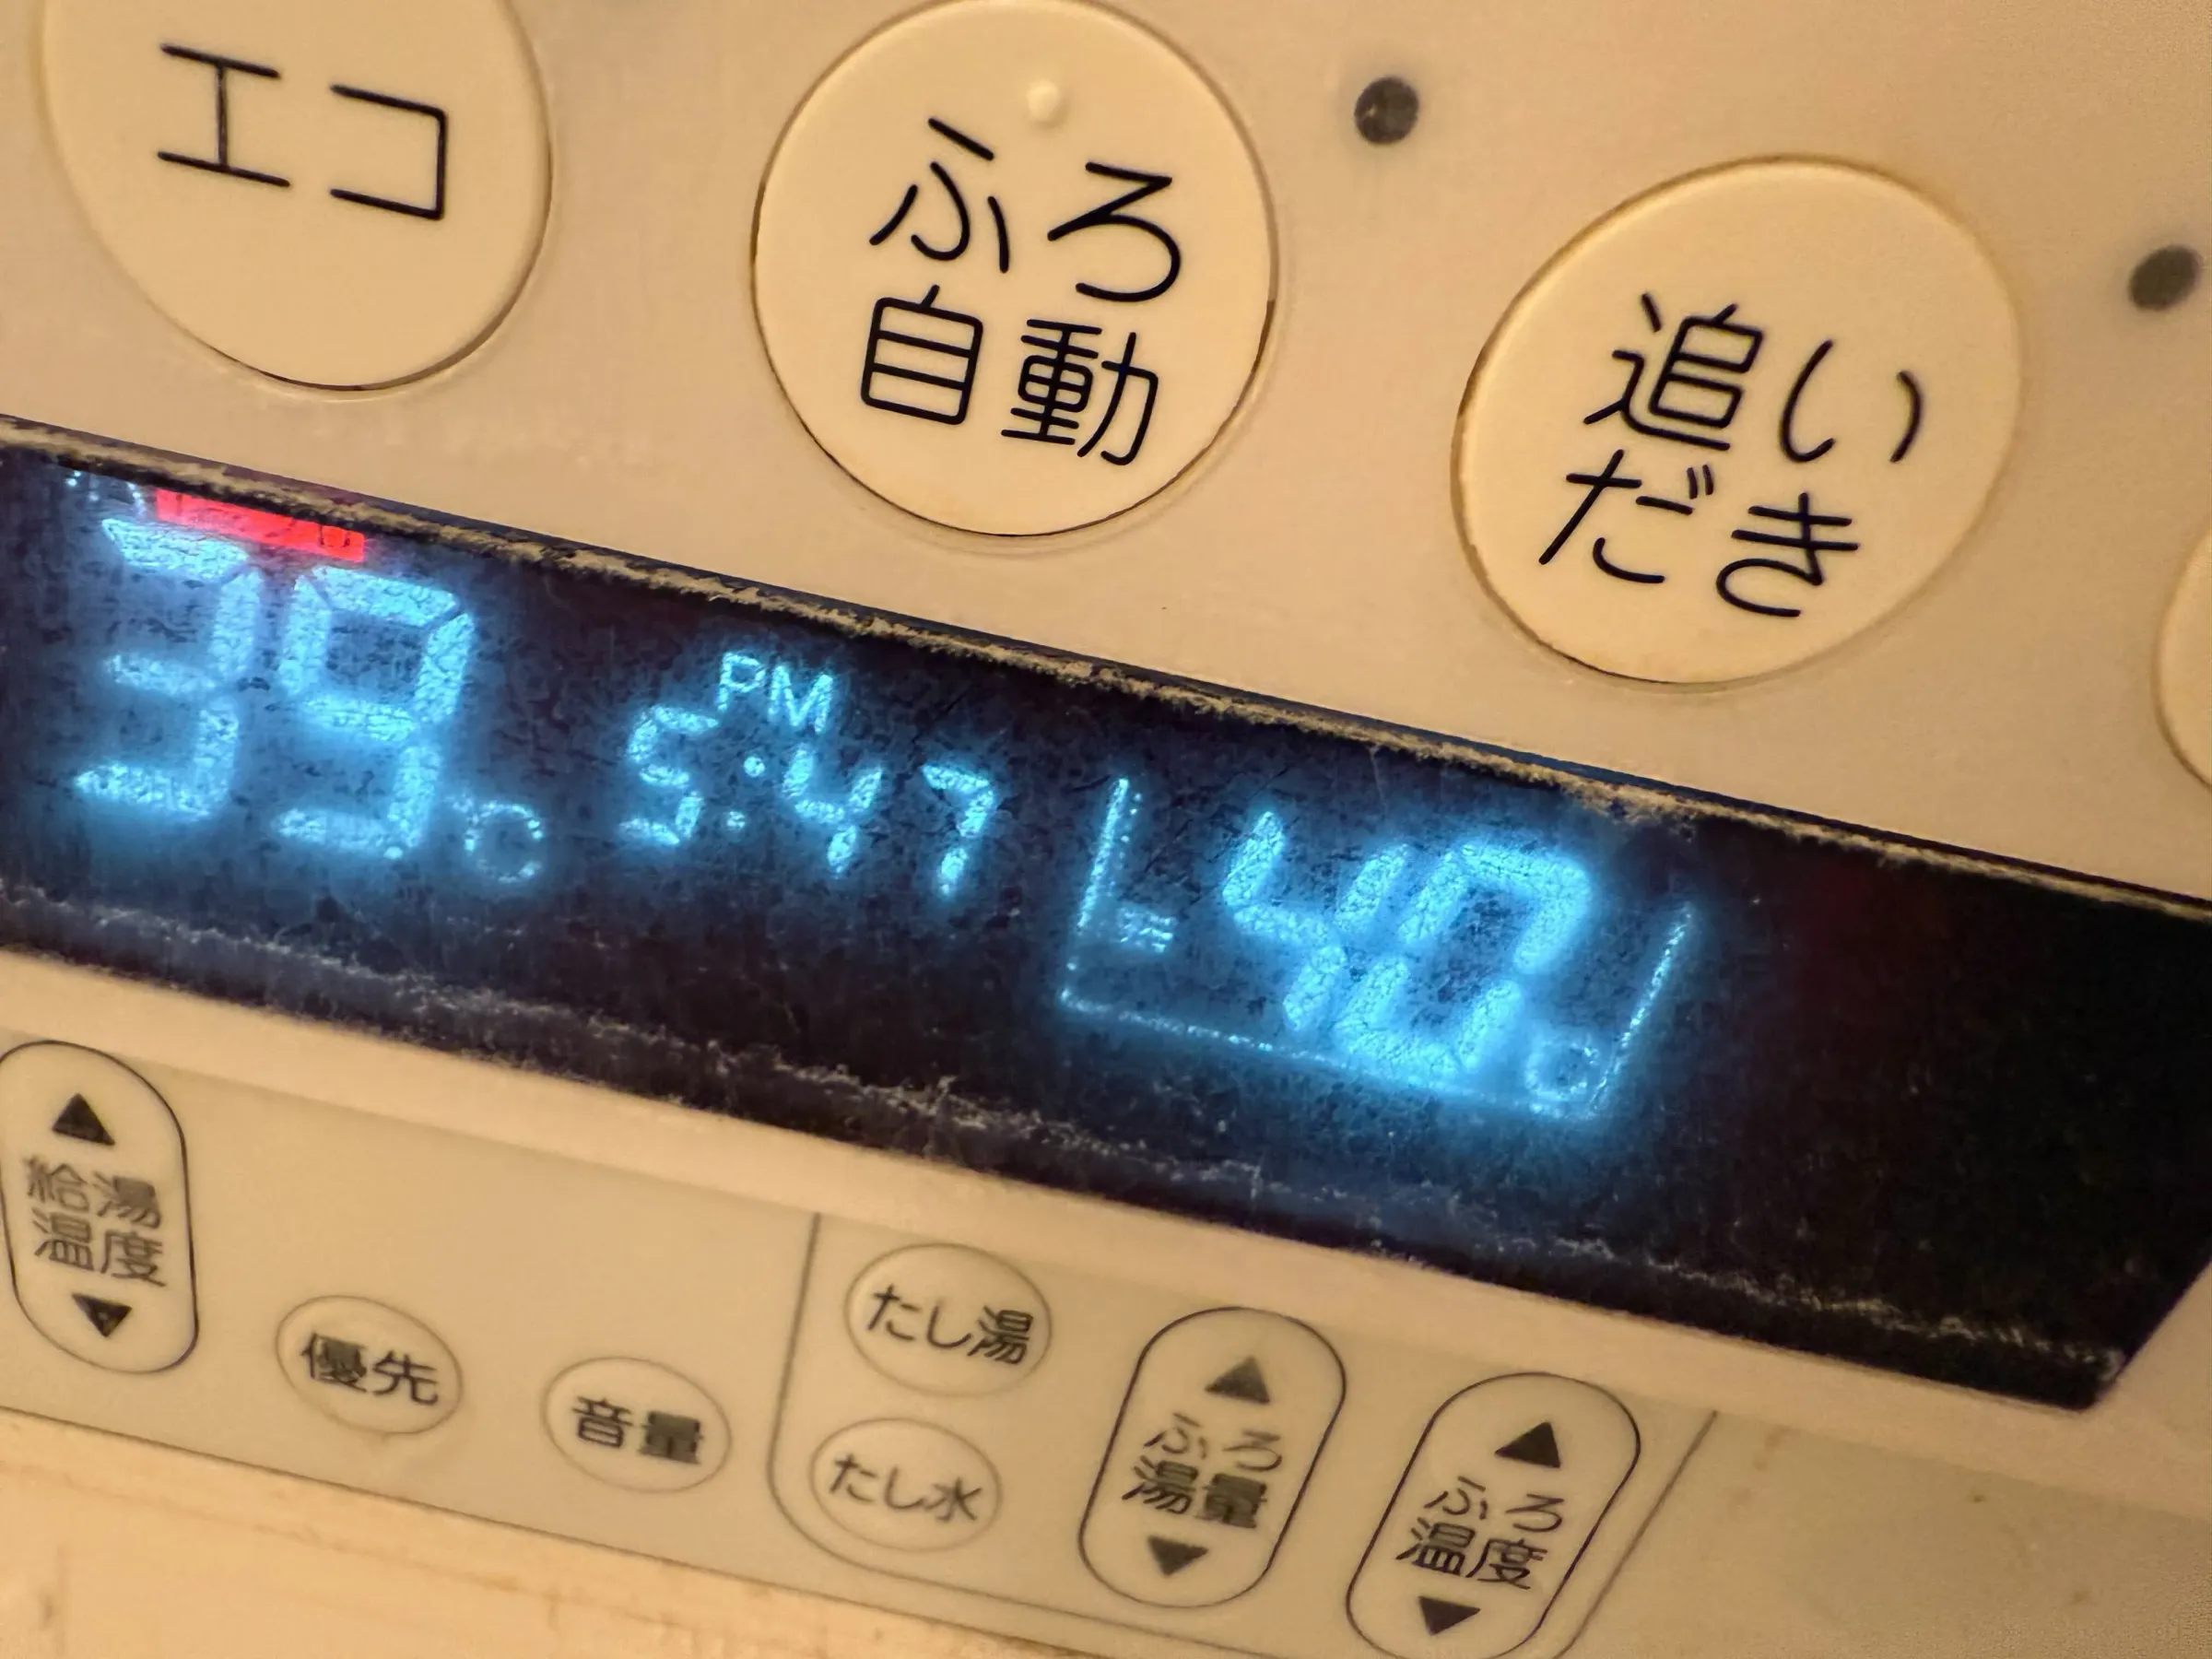 エコ
ふろ
自動
追い
だき
39℃
PM
5:47
40℃
給湯
温度
優先
音量
たし湯
たし水
ふろ
湯量
ふろ
温度